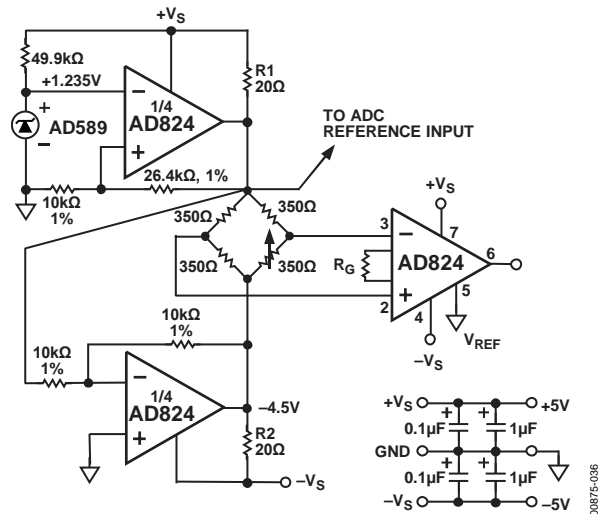 +VS
49.9kΩ
+1.235V
R1
20Ω
−
1/4
AD824
+
AD589
−
+
TO ADC
REFERENCE INPUT
10kΩ
1%
26.4kΩ, 1%
350Ω
350Ω
350Ω
350Ω
+VS
3
−
7
RG
AD824
6
+
2
4
5
−VS
VREF
10kΩ
1%
10kΩ
1%
−
1/4
AD824
+
−4.5V
R2
20Ω
−VS
+VS
+
+
+5V
0.1µF
1µF
GND
+
+
0.1µF
1µF
−VS
−5V
00875-036